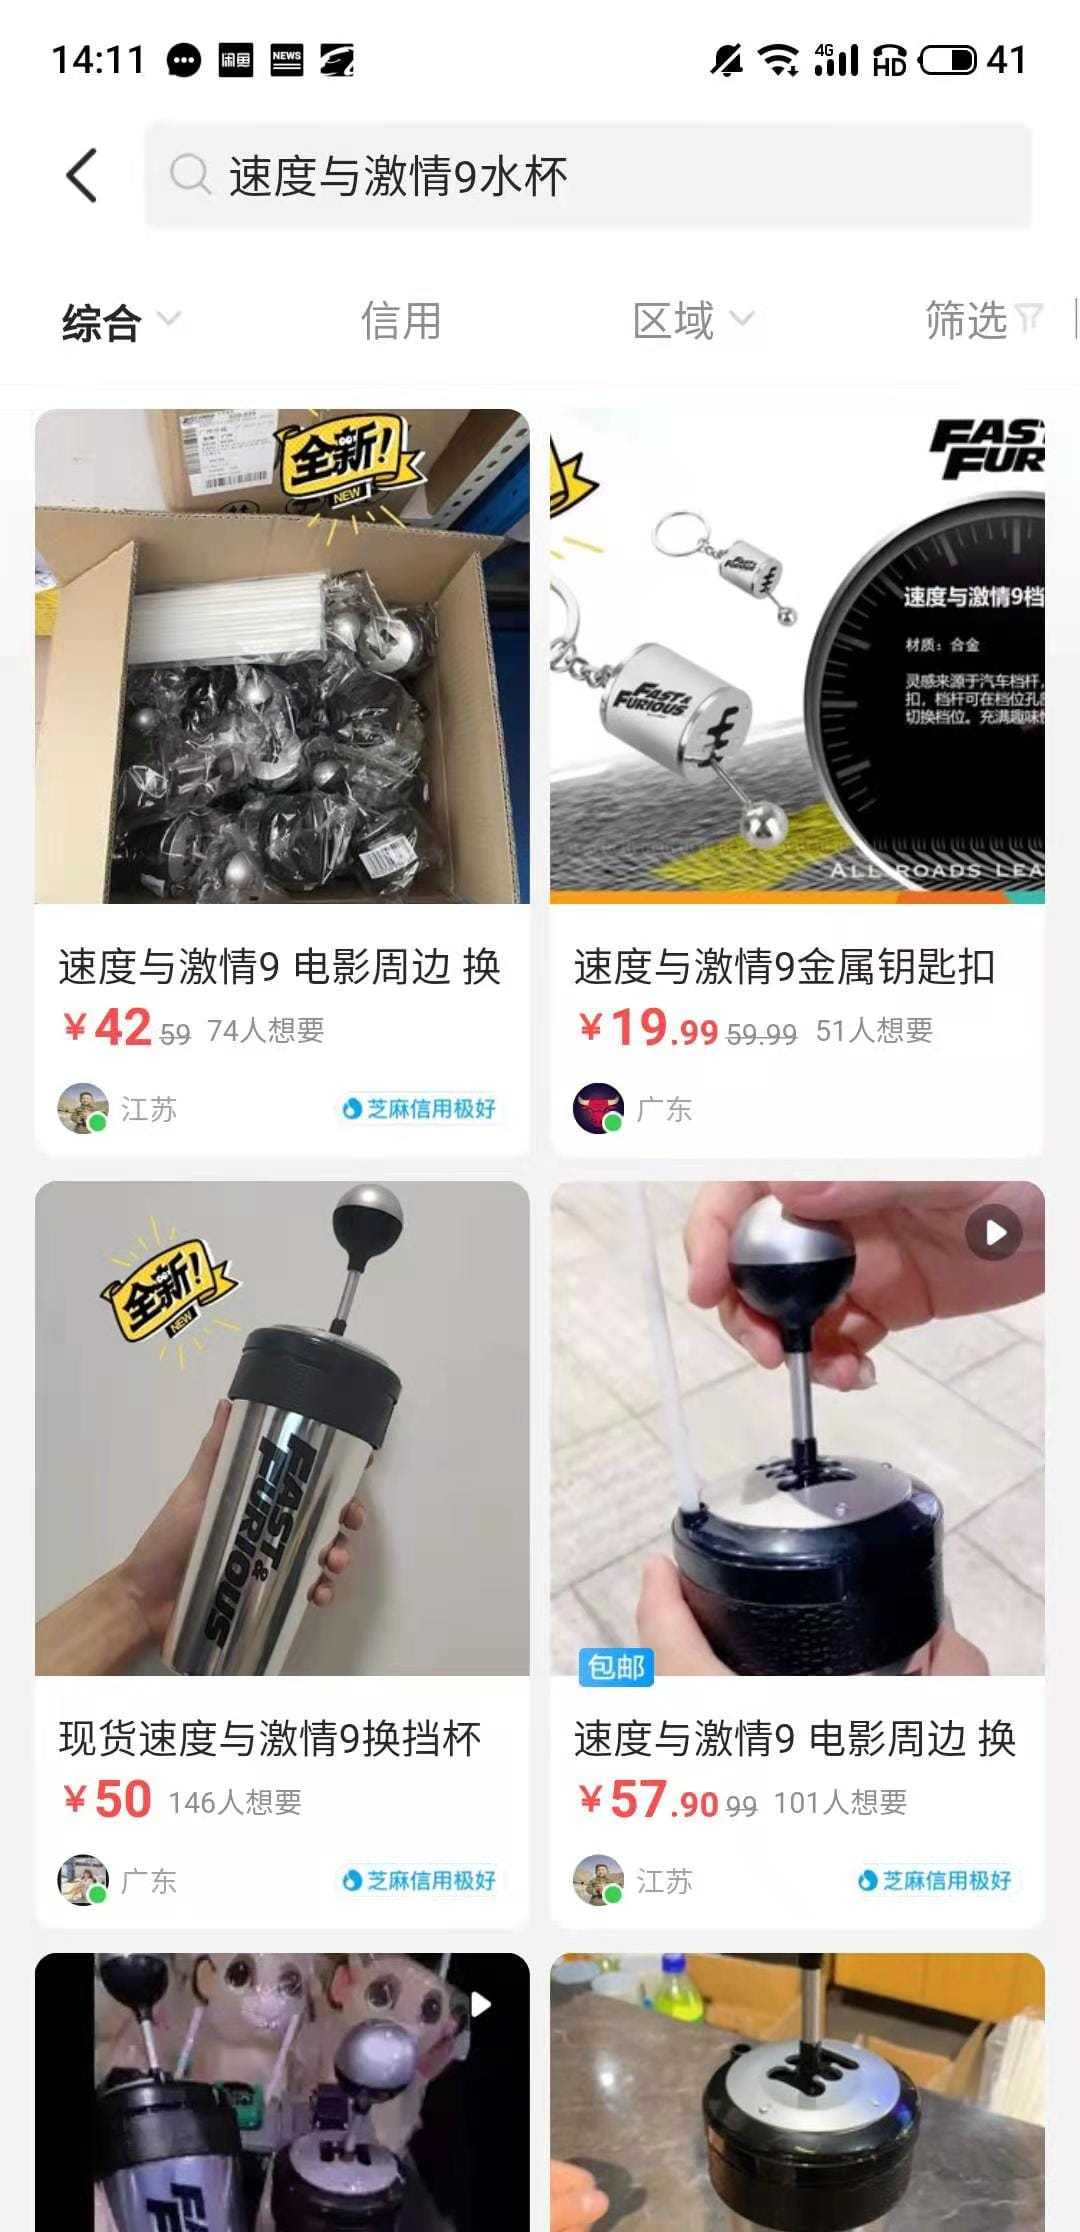 14:11
闲鱼
NEWS
4G
HD
41
速度与激情9水杯
综合
信用
区域
筛选
全新!
NEW
速度与激情9 电影周边 换
￥42 59 74人想要
江苏
芝麻信用极好
FAST
FUR
FAST&
FURIOUS
FAST&
FURIOUS
速度与激情9档
材质：合金
灵感来源于汽车档杆，
扣，档杆可在档位孔
切换档位。充满趣味
ALL ROADS LEA
速度与激情9金属钥匙扣
￥19.99 59.99 51人想要
广东
全新!
NEW
FAST&
FURIOUS
现货速度与激情9换挡杯
￥50 146人想要
广东
芝麻信用极好
包邮
速度与激情9 电影周边 换
￥57.90 99 101人想要
江苏
芝麻信用极好
FAS